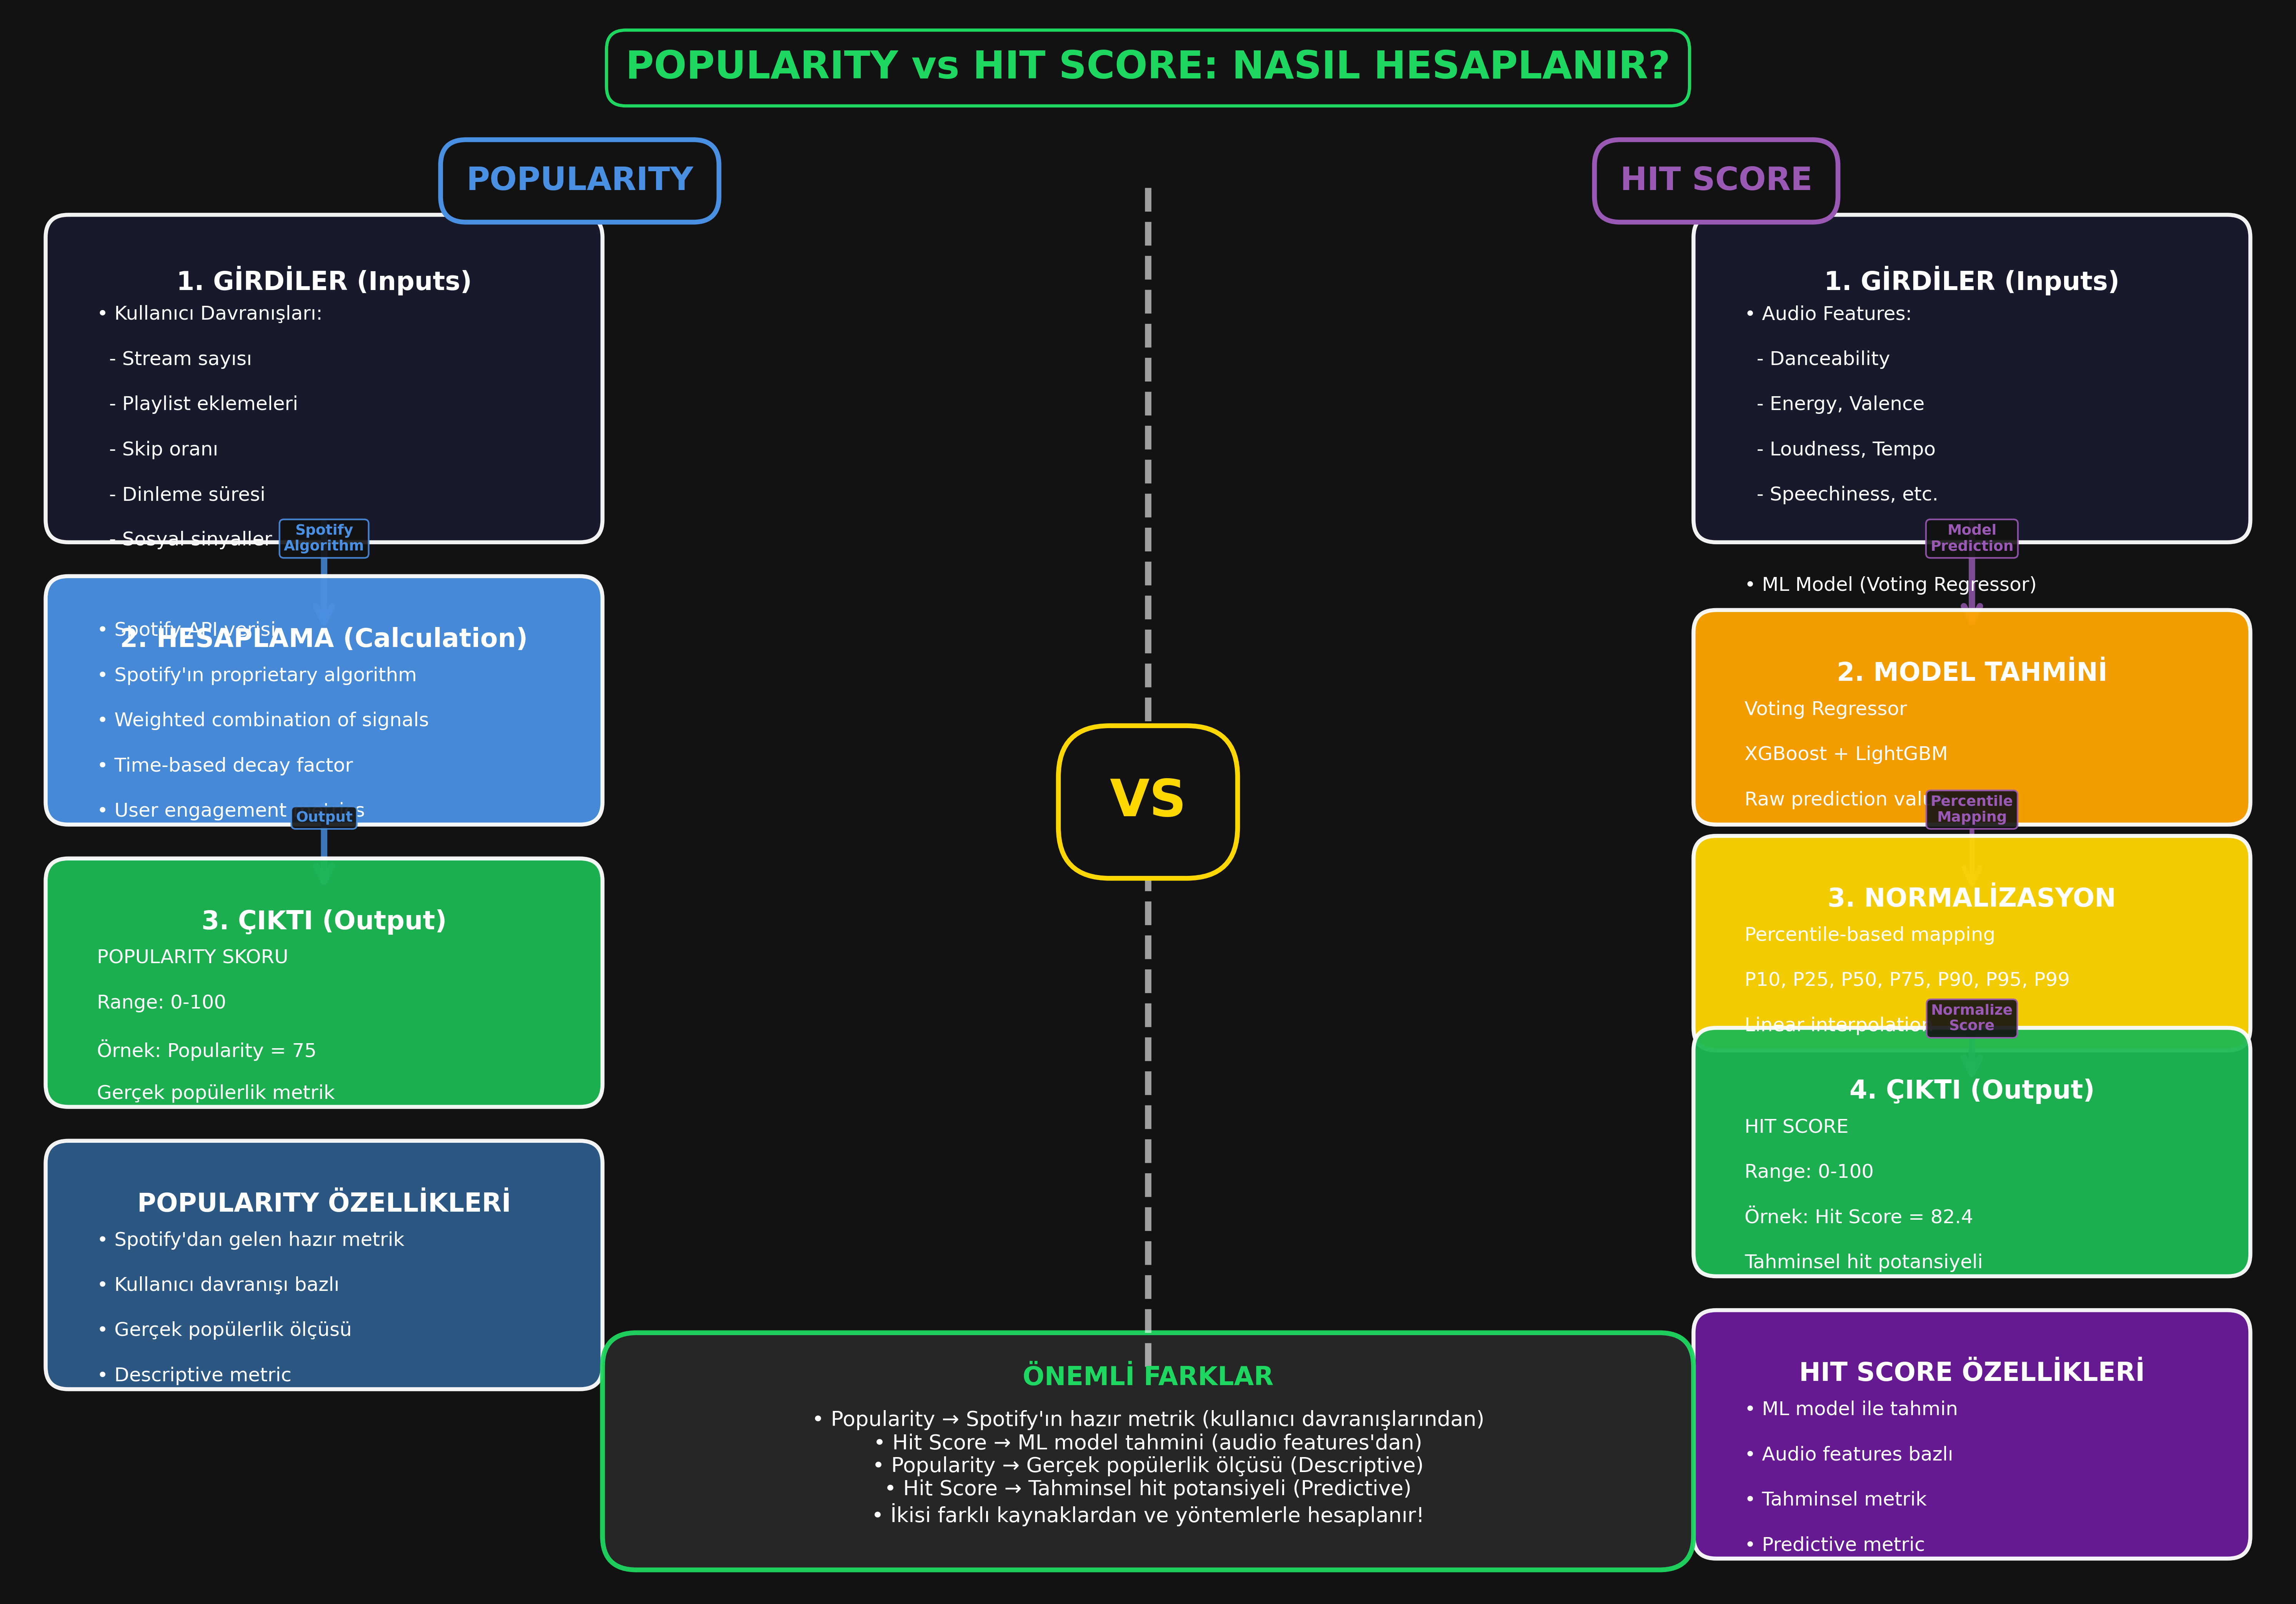 POPULARITY vs HIT SCORE: NASIL HESAPLANIR?
POPULARITY
1. GİRDİLER (Inputs)
• Kullanıcı Davranışları:
- Stream sayısı
- Playlist eklemeleri
- Skip oranı
- Dinleme süresi
- Sosyal sinyaller
Spotify
Algorithm
• Spotify API verisi
2. HESAPLAMA (Calculation)
• Spotify'ın proprietary algorithm
• Weighted combination of signals
• Time-based decay factor
• User engagement
Output
3. ÇIKTI (Output)
POPULARITY SKORU
Range: 0-100
Örnek: Popularity = 75
Gerçek popülerlik metrik
POPULARITY ÖZELLİKLERİ
• Spotify'dan gelen hazır metrik
• Kullanıcı davranışı bazlı
• Gerçek popülerlik ölçüsü
• Descriptive metric
VS
HIT SCORE
1. GİRDİLER (Inputs)
• Audio Features:
- Danceability
- Energy, Valence
- Loudness, Tempo
- Speechiness, etc.
Model
Prediction
• ML Model (Voting Regressor)
2. MODEL TAHMİNİ
Voting Regressor
XGBoost + LightGBM
Raw prediction
Percentile
Mapping
3. NORMALİZASYON
Percentile-based mapping
P10, P25, P50, P75, P90, P95, P99
Linear interpolation
Normalize
Score
4. ÇIKTI (Output)
HIT SCORE
Range: 0-100
Örnek: Hit Score = 82.4
Tahminsel hit potansiyeli
HIT SCORE ÖZELLİKLERİ
• ML model ile tahmin
• Audio features bazlı
• Tahminsel metrik
• Predictive metric
ÖNEMLİ FARKLAR
• Popularity → Spotify'ın hazır metrik (kullanıcı davranışlarından)
• Hit Score → ML model tahmini (audio features'dan)
• Popularity → Gerçek popülerlik ölçüsü (Descriptive)
• Hit Score → Tahminsel hit potansiyeli (Predictive)
• İkisi farklı kaynaklardan ve yöntemlerle hesaplanır!